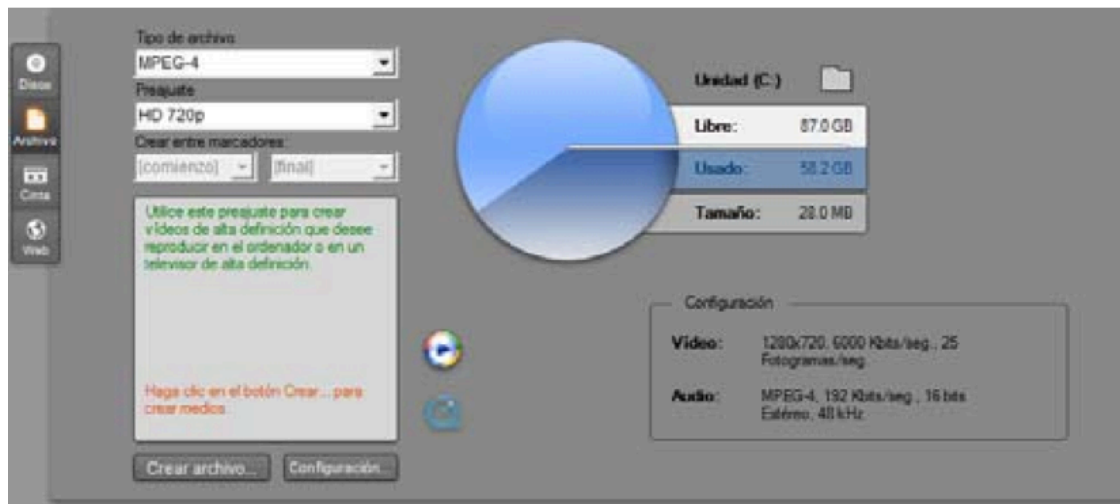 Disco
Archivo
Cinta
Web
Tipo de archivo
MPEG-4
Preajuste
HD 720p
Crear entre marcadores:
[comienzo] [final]
Utilice este preajuste para crear
vídeos de alta definición que desee
reproducir en el ordenador o en un
televisor de alta definición.
Haga clic en el botón Crear... para
crear medios.
Crear archivo... Configuración...
Unidad (C:)
Libre: 87.0 GB
Usado: 58.2 GB
Tamaño: 28.0 MB
Configuración
Vídeo: 1280x720, 6000 Kbits/seg., 25
Fotogramas/seg.
Audio: MPEG-4, 192 Kbits/seg., 16 bits
Estéreo, 48 kHz